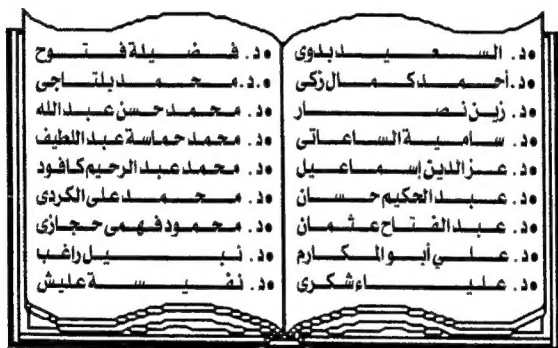 د. السعيد بدوى
د. أحمد كمال زكى
د. زين نصار
د. سامية الساعاتى
د. عز الدين إسماعيل
د. عبد الحكيم حسان
د. عبد الفتاح عثمان
د. علي أبو المكارم
د. علياء شكرى
د. فضيلة فتوح
د. محمد بلتاجى
د. محمد حسن عبد الله
د. محمد حماسة عبد اللطيف
د. محمد عبد الرحيم كافود
د. محمد على الكردى
د. محمود فهمى حجازى
د. نبيل راغب
د. نفيسة عليش